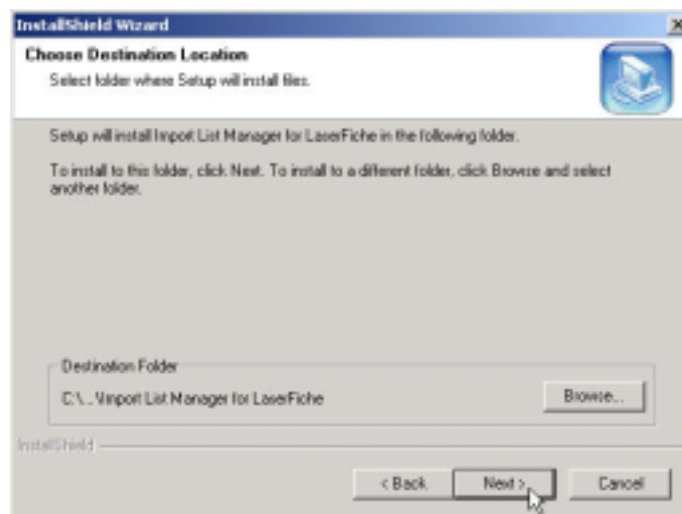 InstallShield Wizard
Choose Destination Location
Select folder where Setup will install files.
Setup will install Import List Manager for LaserFiche in the following folder.
To install to this folder, click Next. To install to a different folder, click Browse and select
another folder.
Destination Folder
C:\...\Import List Manager for LaserFiche
Browse...
InstallShield
< Back
Next >
Cancel